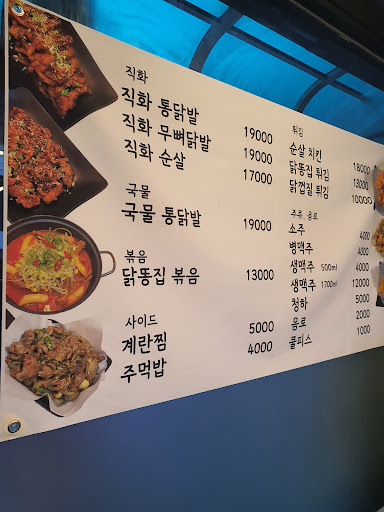 직화
직화 통닭발 19000
직화 무뼈닭발 19000
직화 순살 17000
국물
국물 통닭발 19000
볶음
닭똥집 볶음 13000
사이드
계란찜 5000
주먹밥 4000
튀김
순살 치킨 18000
닭똥집 튀김 13000
닭껍질 튀김 10000
주류, 음료
소주 4000
병맥주 4000
생맥주 500ml 4000
생맥주 1700ml 12000
청하 5000
음료 2000
쿨피스 1000